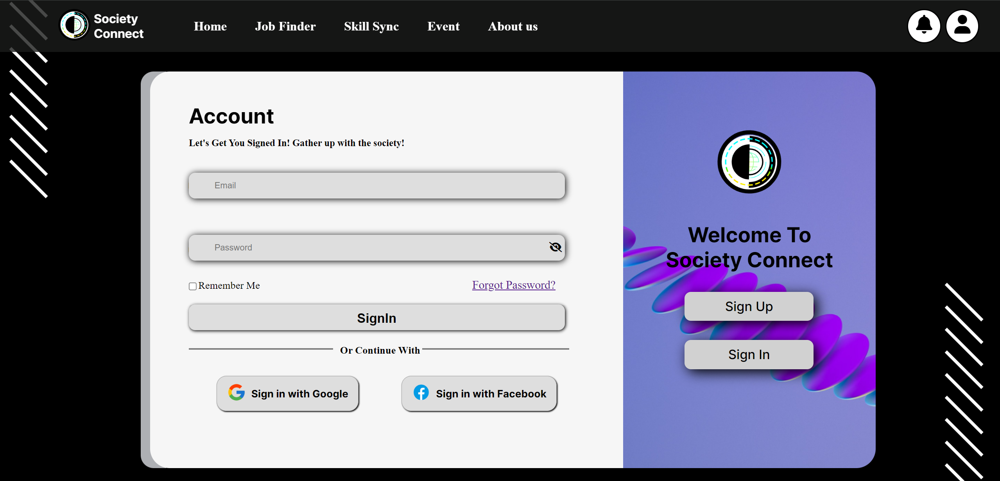 Society
Connect
Home
Job Finder
Skill Sync
Event
About us
Account
Let's Get You Signed In! Gather up with the society!
Email
Password
Remember Me
Forgot Password?
SignIn
Or Continue With
Sign in with Google
Sign in with Facebook
Welcome To
Society Connect
Sign Up
Sign In